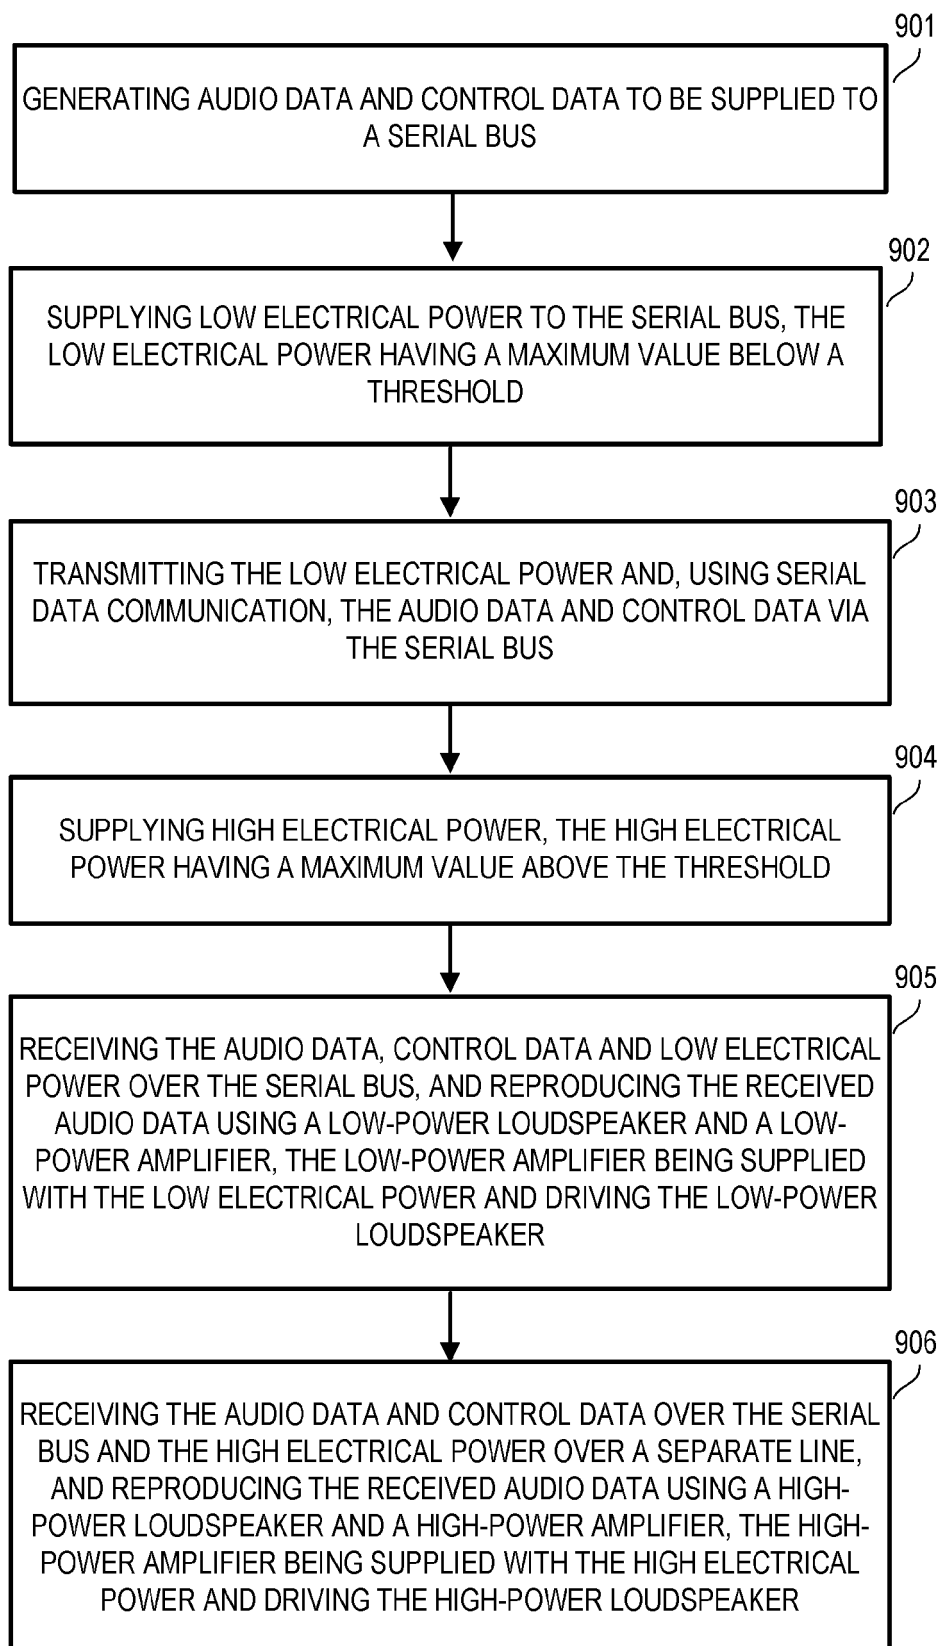 901
GENERATING AUDIO DATA AND CONTROL DATA TO BE SUPPLIED TO
A SERIAL BUS
902
SUPPLYING LOW ELECTRICAL POWER TO THE SERIAL BUS, THE
LOW ELECTRICAL POWER HAVING A MAXIMUM VALUE BELOW A
THRESHOLD
903
TRANSMITTING THE LOW ELECTRICAL POWER AND, USING SERIAL
DATA COMMUNICATION, THE AUDIO DATA AND CONTROL DATA VIA
THE SERIAL BUS
904
SUPPLYING HIGH ELECTRICAL POWER, THE HIGH ELECTRICAL
POWER HAVING A MAXIMUM VALUE ABOVE THE THRESHOLD
905
RECEIVING THE AUDIO DATA, CONTROL DATA AND LOW ELECTRICAL
POWER OVER THE SERIAL BUS, AND REPRODUCING THE RECEIVED
AUDIO DATA USING A LOW-POWER LOUDSPEAKER AND A LOW-
POWER AMPLIFIER, THE LOW-POWER AMPLIFIER BEING SUPPLIED
WITH THE LOW ELECTRICAL POWER AND DRIVING THE LOW-POWER
LOUDSPEAKER
906
RECEIVING THE AUDIO DATA AND CONTROL DATA OVER THE SERIAL
BUS AND THE HIGH ELECTRICAL POWER OVER A SEPARATE LINE,
AND REPRODUCING THE RECEIVED AUDIO DATA USING A HIGH-
POWER LOUDSPEAKER AND A HIGH-POWER AMPLIFIER, THE HIGH-
POWER AMPLIFIER BEING SUPPLIED WITH THE HIGH ELECTRICAL
POWER AND DRIVING THE HIGH-POWER LOUDSPEAKER